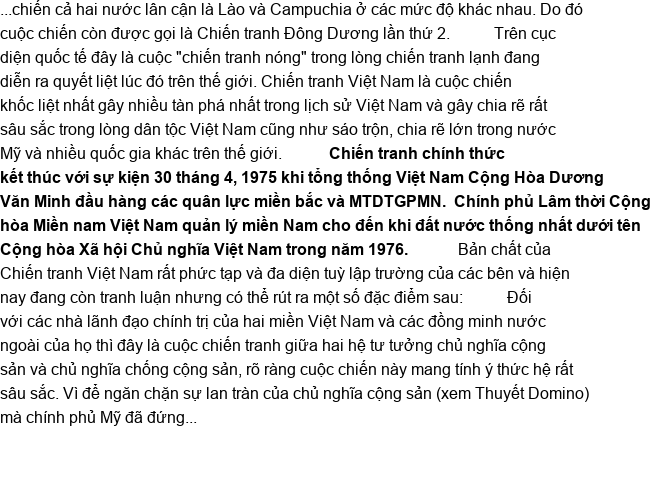 ...chiến cả hai nước lân cận là Lào và Campuchia ở các mức độ khác nhau. Do đó
cuộc chiến còn được gọi là Chiến tranh Đông Dương lần thứ 2. Trên cục
diện quốc tế đây là cuộc "chiến tranh nóng" trong lòng chiến tranh lạnh đang
diễn ra quyết liệt lúc đó trên thế giới. Chiến tranh Việt Nam là cuộc chiến
khốc liệt nhất gây nhiều tàn phá nhất trong lịch sử Việt Nam và gây chia rẽ rất
sâu sắc trong lòng dân tộc Việt Nam cũng như sáo trộn, chia rẽ lớn trong nước
Mỹ và nhiều quốc gia khác trên thế giới. Chiến tranh chính thức
kết thúc với sự kiện 30 tháng 4, 1975 khi tổng thống Việt Nam Cộng Hòa Dương
Văn Minh đầu hàng các quân lực miền bắc và MTDTGPMN. Chính phủ Lâm thời Cộng
hòa Miền nam Việt Nam quản lý miền Nam cho đến khi đất nước thống nhất dưới tên
Cộng hòa Xã hội Chủ nghĩa Việt Nam trong năm 1976. Bản chất của
Chiến tranh Việt Nam rất phức tạp và đa diện tuỳ lập trường của các bên và hiện
nay đang còn tranh luận nhưng có thể rút ra một số đặc điểm sau: Đối
với các nhà lãnh đạo chính trị của hai miền Việt Nam và các đồng minh nước
ngoài của họ thì đây là cuộc chiến tranh giữa hai hệ tư tưởng chủ nghĩa cộng
sản và chủ nghĩa chống cộng sản, rõ ràng cuộc chiến này mang tính ý thức hệ rất
sâu sắc. Vì để ngăn chặn sự lan tràn của chủ nghĩa cộng sản (xem Thuyết Domino)
mà chính phủ Mỹ đã đứng...